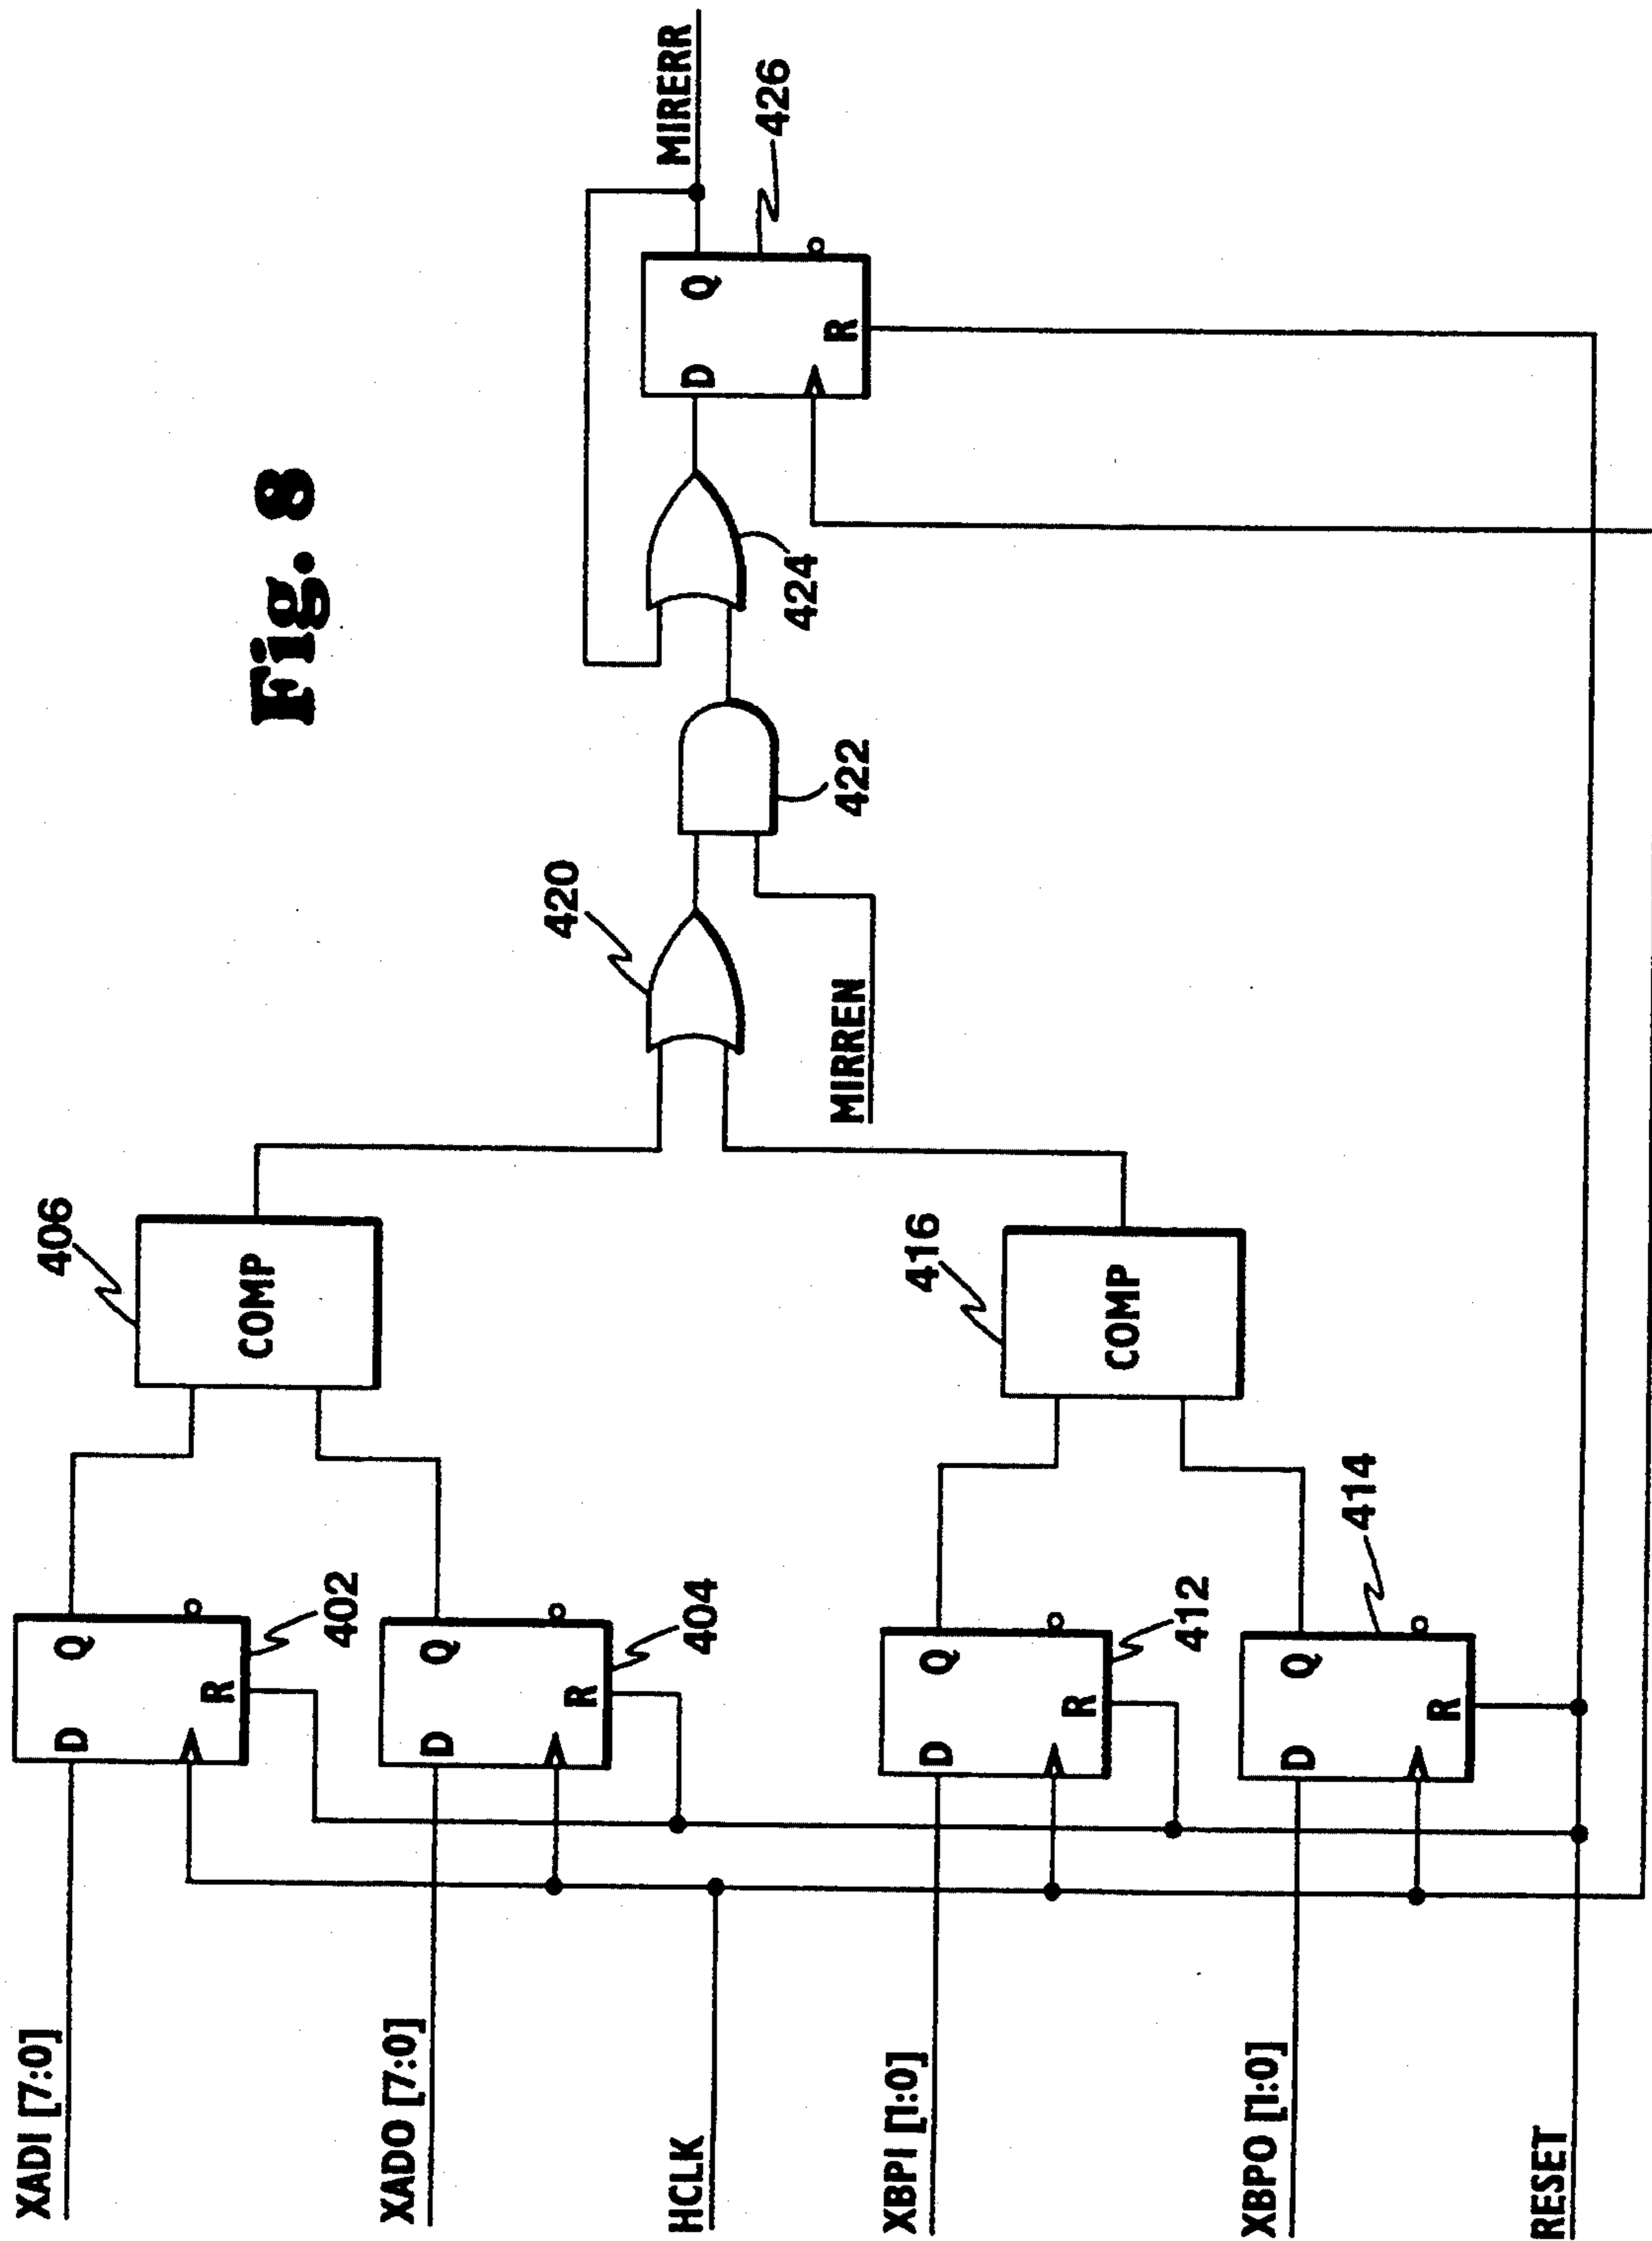 Fig. 8
XADI [7:0]
D
Q
R
402
406
COMP
XADO [7:0]
D
Q
R
404
HCLK
420
MIRREN
422
424
D
Q
R
MIRERR
426
XBPI [1:0]
D
Q
R
412
416
COMP
XBPO [1:0]
D
Q
R
414
RESET